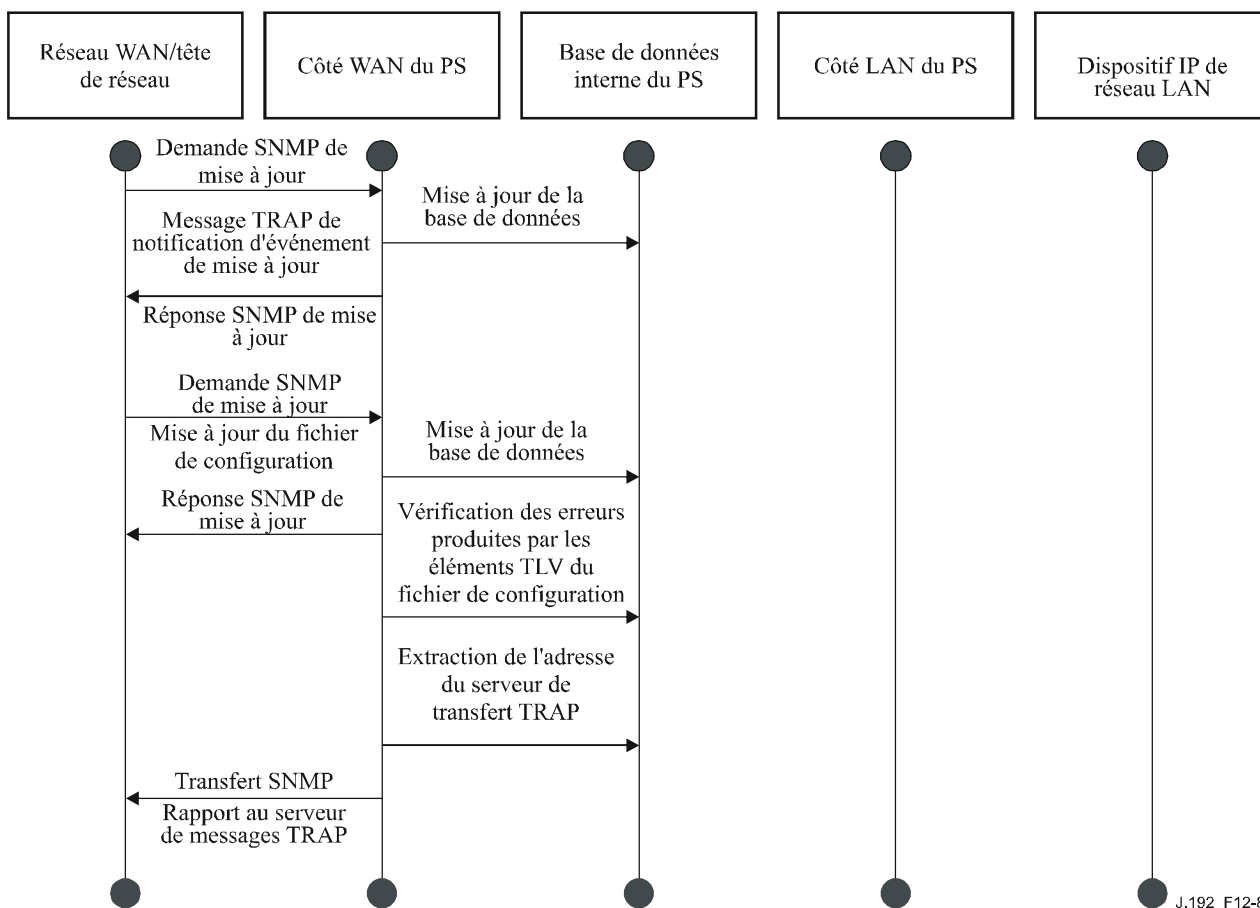 Réseau WAN/tête
de réseau
Côté WAN du PS
Base de données
interne du PS
Côté LAN du PS
Dispositif IP de
réseau LAN
Demande SNMP de
mise à jour
Mise à jour de la
base de données
Message TRAP de
notification d'événement
de mise à jour
Réponse SNMP de mise
à jour
Demande SNMP
de mise à jour
Mise à jour du fichier
de configuration
Mise à jour de la
base de données
Réponse SNMP de
mise à jour
Vérification des erreurs
produites par les
éléments TLV du
fichier de configuration
Extraction de l'adresse
du serveur de
transfert TRAP
Transfert SNMP
Rapport au serveur
de messages TRAP
J.192_F12-8